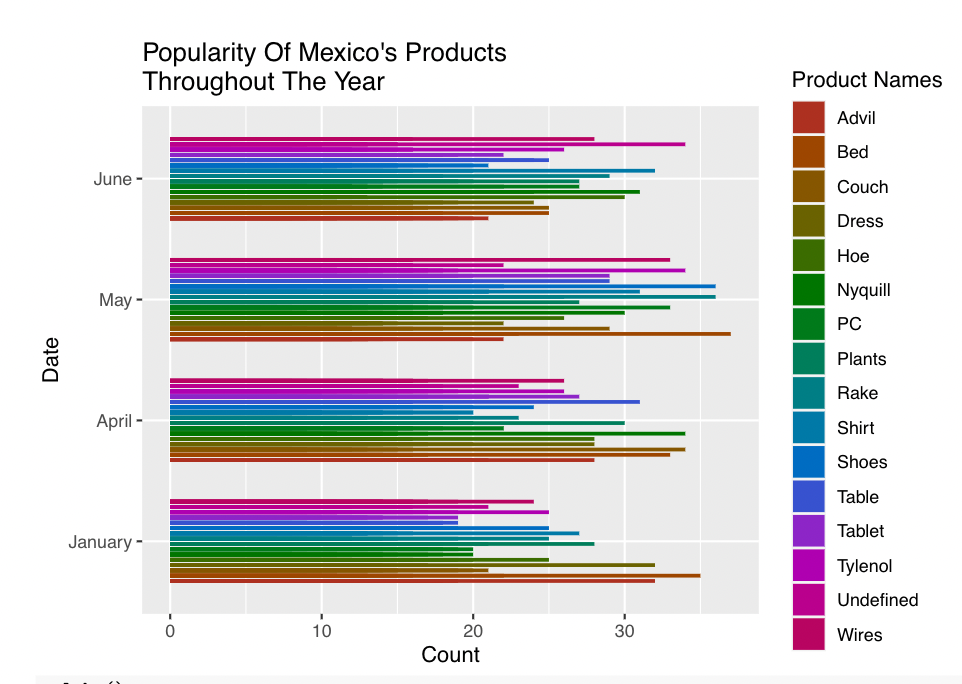 Popularity Of Mexico's Products
Throughout The Year
Product Names
Advil
Bed
Couch
Dress
Hoe
Nyquill
PC
Plants
Rake
Shirt
Shoes
Table
Tablet
Tylenol
Undefined
Wires
Date
June
May
April
January
0 10 20 30
Count